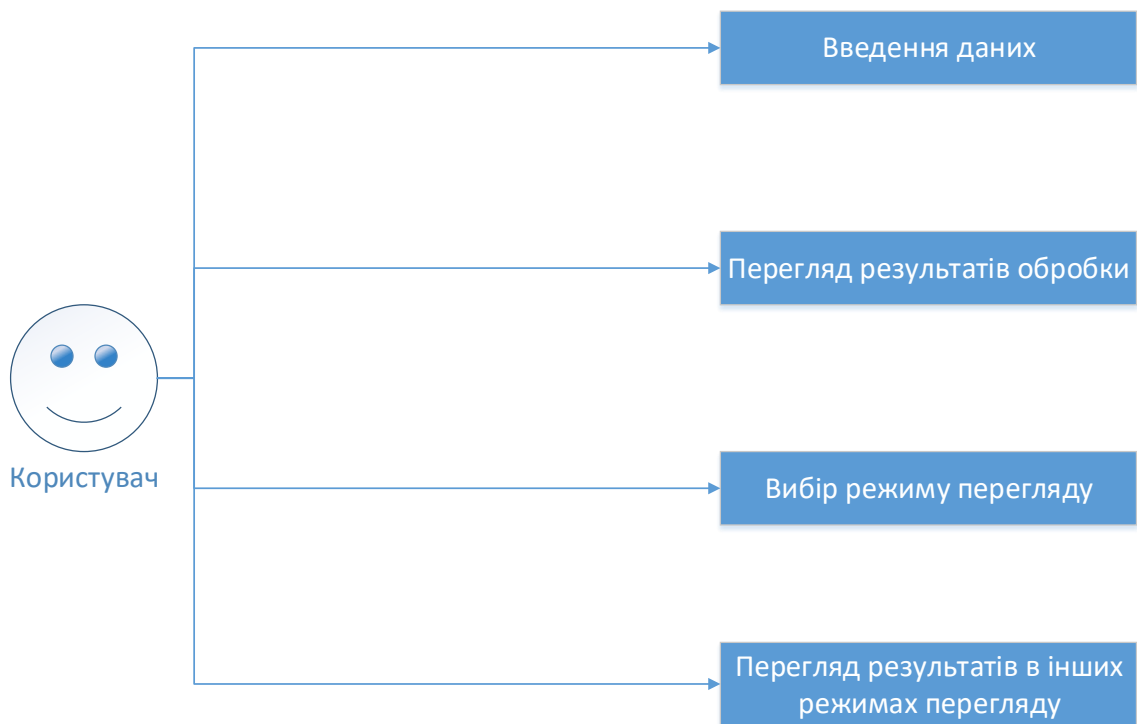 Введення даних
Перегляд результатів обробки
Користувач
Вибір режиму перегляду
Перегляд результатів в інших
режимах перегляду